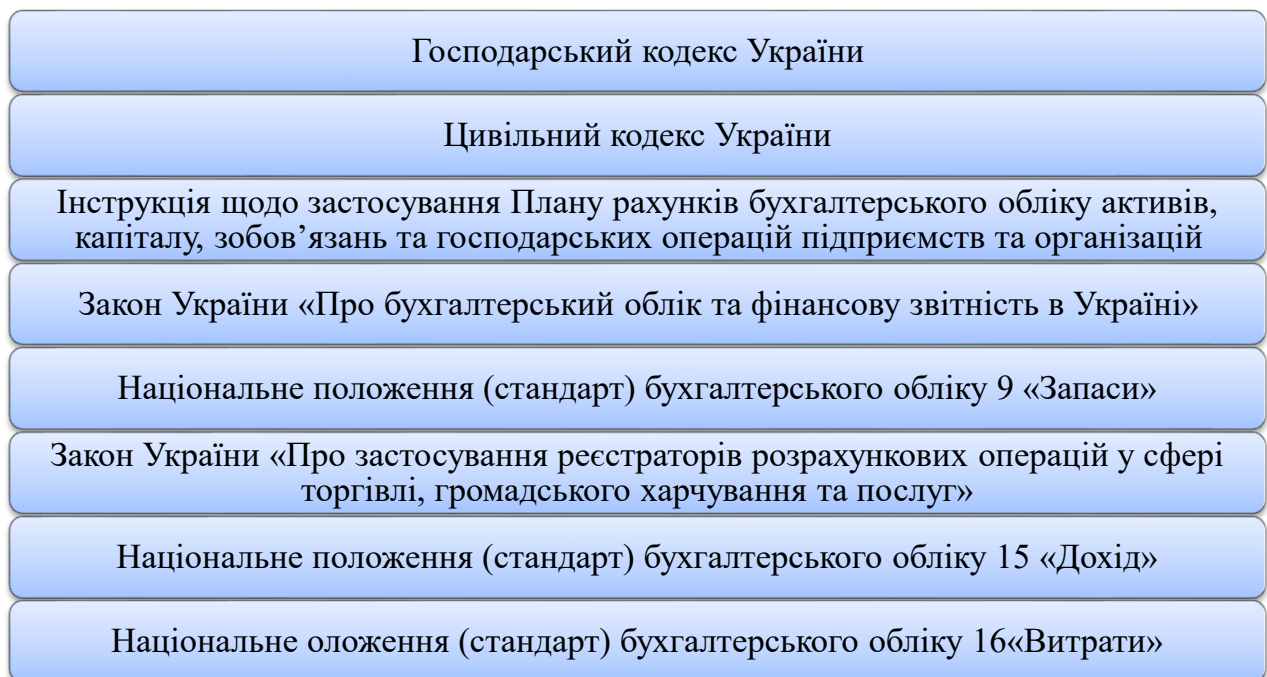 Господарський кодекс України
Цивільний кодекс України
Інструкція щодо застосування Плану рахунків бухгалтерського обліку активів,
капіталу, зобов’язань та господарських операцій підприємств та організацій
Закон України «Про бухгалтерський облік та фінансову звітність в Україні»
Національне положення (стандарт) бухгалтерського обліку 9 «Запаси»
Закон України «Про застосування реєстраторів розрахункових операцій у сфері
торгівлі, громадського харчування та послуг»
Національне положення (стандарт) бухгалтерського обліку 15 «Дохід»
Національне оложення (стандарт) бухгалтерського обліку 16«Витрати»